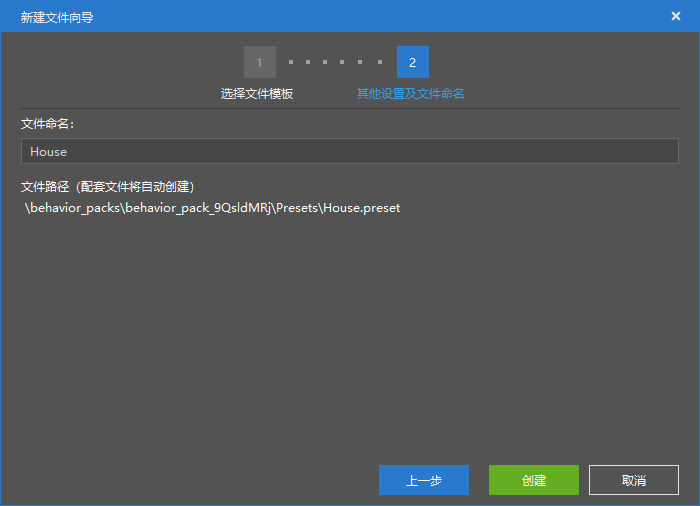 新建文件向导
1
2
选择文件模板
其他设置及文件命名
文件命名：
House
文件路径（配套文件将自动创建）
\behavior_packs\behavior_pack_9QsldMRj\Presets\House.preset
上一步
创建
取消